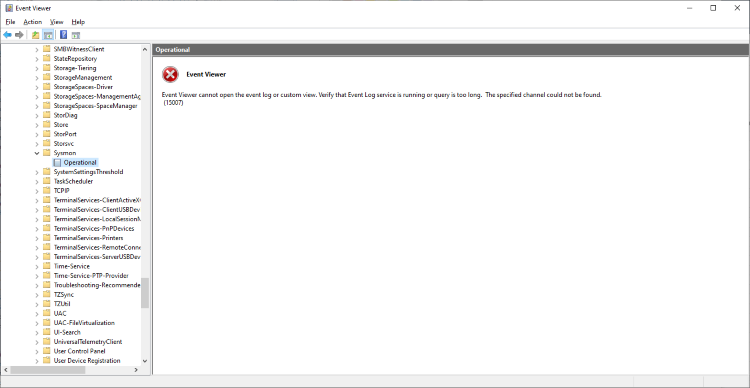 Event Viewer
File Action View Help
SMBWitnessClient
StateRepository
Storage-Tiering
StorageManagement
StorageSpaces-Driver
StorageSpaces-ManagementAg
StorageSpaces-SpaceManager
StorDiag
Store
StorPort
Storsvc
Sysmon
Operational
SystemSettingsThreshold
TaskScheduler
TCPIP
TerminalServices-ClientActiveX
TerminalServices-ClientUSBDev
TerminalServices-LocalSessionM
TerminalServices-PnPDevices
TerminalServices-Printers
TerminalServices-RemoteConne
TerminalServices-ServerUSBDev
Time-Service
Time-Service-PTP-Provider
Troubleshooting-Recommende
TZSync
TZUtil
UAC
UAC-FileVirtualization
UI-Search
UniversalTelemetryClient
User Control Panel
User Device Registration
Operational
Event Viewer
Event Viewer cannot open the event log or custom view. Verify that Event Log service is running or query is too long. The specified channel could not be found.
(15007)